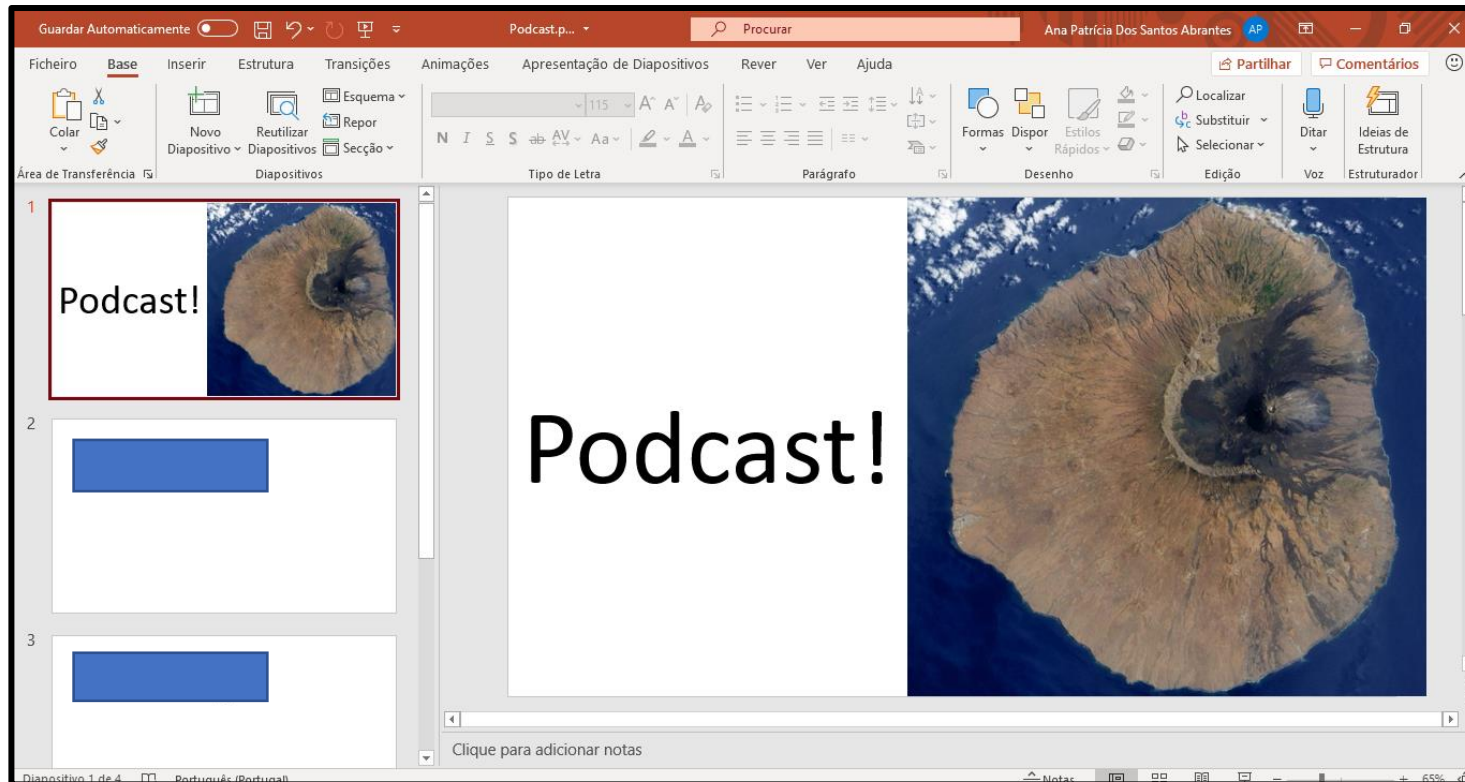 Guardar Automaticamente Podcast.p... Procurar Ana Patrícia Dos Santos Abrantes AP
Ficheiro Base Inserir Estrutura Transições Animações Apresentação de Diapositivos Rever Ver Ajuda Partilhar Comentários
Colar
Novo Diapositivo
Reutilizar Diapositivos
Esquema
Repor
Secção
115 A A A
N I S S ab AV Aa A
Formas Dispor Estilos Rápidos
Localizar
Substituir
Selecionar
Ditar
Ideias de Estrutura
Área de Transferência Diapositivos Tipo de Letra Parágrafo Desenho Edição Voz Estruturador
1
Podcast!
2
3
Podcast!
Clique para adicionar notas
Diapositivo 1 de 4 Português (Portugal) Notas 65%